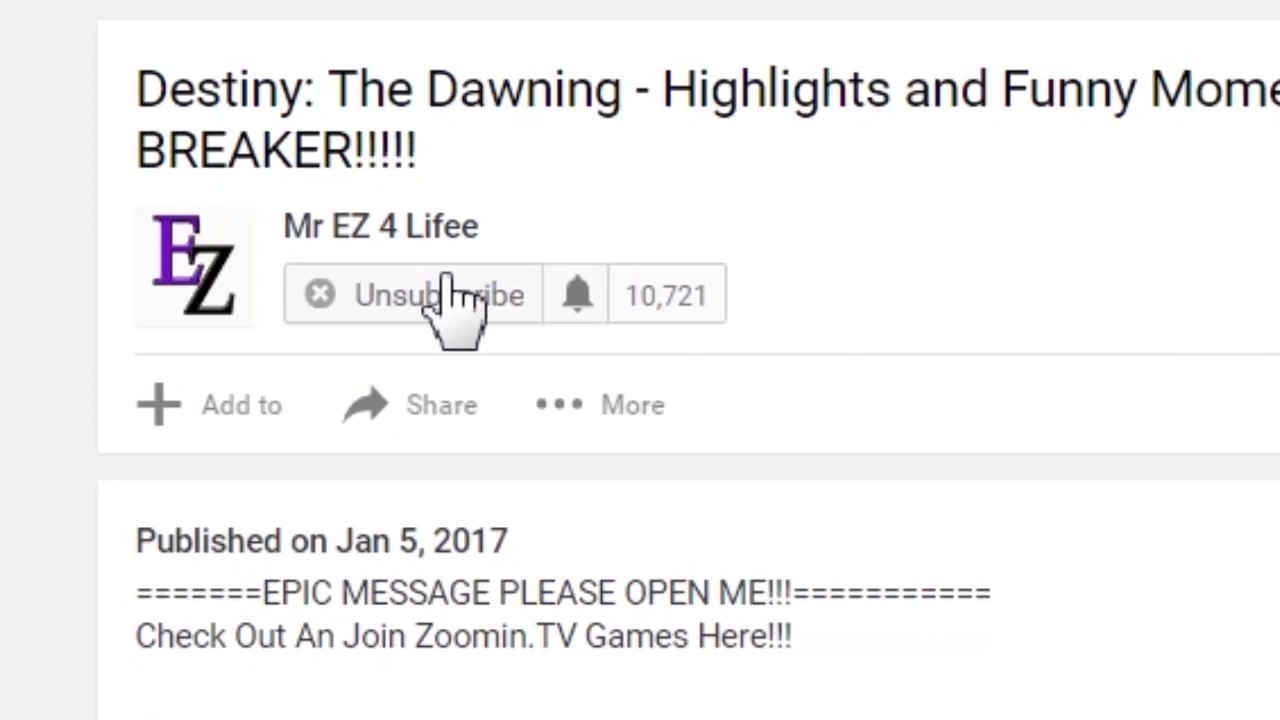 Destiny: The Dawning - Highlights and Funny Mome
BREAKER!!!!!
EZ
Mr EZ 4 Lifee
Unsubscribe 10,721
Add to Share More
Published on Jan 5, 2017
=======EPIC MESSAGE PLEASE OPEN ME!!!===========
Check Out An Join Zoomin.TV Games Here!!!